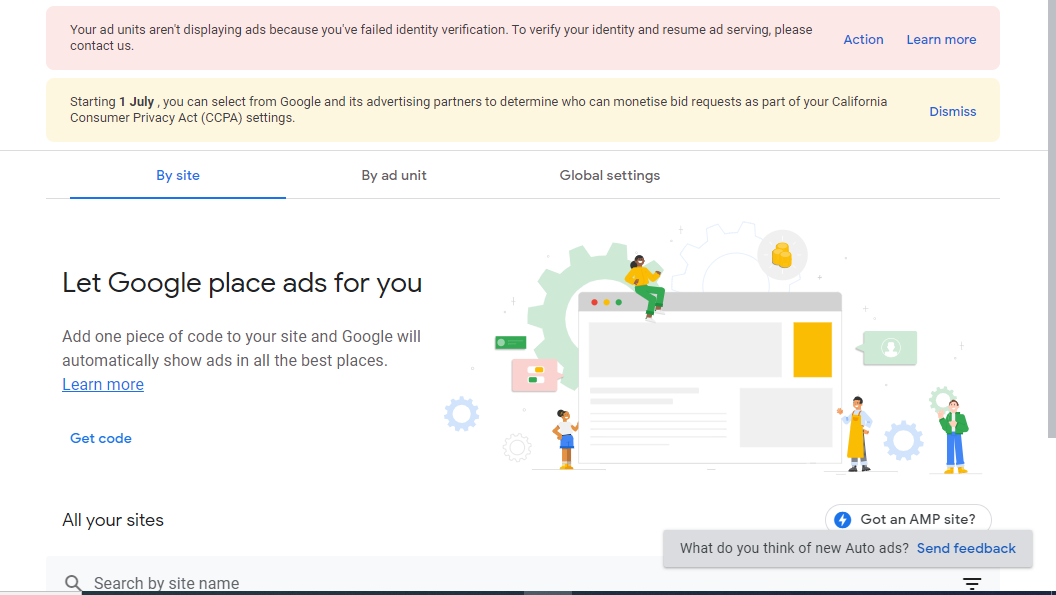 Your ad units aren't displaying ads because you've failed identity verification. To verify your identity and resume ad serving, please
contact us.
Action
Learn more
Starting 1 July , you can select from Google and its advertising partners to determine who can monetise bid requests as part of your California
Consumer Privacy Act (CCPA) settings.
Dismiss
By site
By ad unit
Global settings
Let Google place ads for you
Add one piece of code to your site and Google will
automatically show ads in all the best places.
Learn more
Get code
All your sites
Got an AMP site?
What do you think of new Auto ads? Send feedback
Search by site name